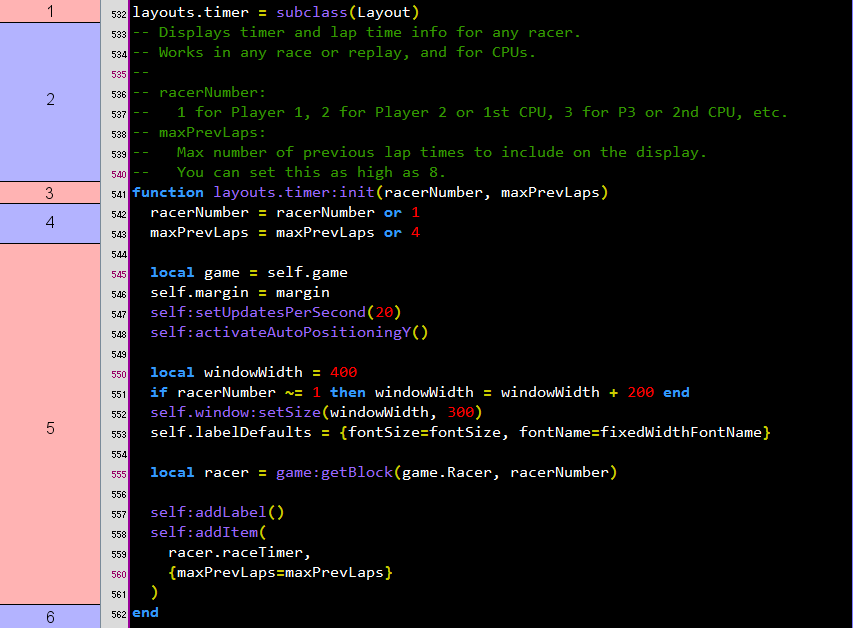 1 532 layouts.timer = subclass(Layout)
533 -- Displays timer and lap time info for any racer.
534 -- Works in any race or replay, and for CPUs.
535 --
2 536 -- racerNumber:
537 --   1 for Player 1, 2 for Player 2 or 1st CPU, 3 for P3 or 2nd CPU, etc.
538 -- maxPrevLaps:
539 --   Max number of previous lap times to include on the display.
540 --   You can set this as high as 8.
3 541 function layouts.timer:init(racerNumber, maxPrevLaps)
4 542   racerNumber = racerNumber or 1
543   maxPrevLaps = maxPrevLaps or 4
544
545   local game = self.game
546   self.margin = margin
547   self:setUpdatesPerSecond(20)
548   self:activateAutoPositioningY()
549
550   local windowWidth = 400
551   if racerNumber ~= 1 then windowWidth = windowWidth + 200 end
552   self.window:setSize(windowWidth, 300)
5 553   self.labelDefaults = {fontSize=fontSize, fontName=fixedWidthFontName}
554
555   local racer = game:getBlock(game.Racer, racerNumber)
556
557   self:addLabel()
558   self:addItem(
559     racer.raceTimer,
560     {maxPrevLaps=maxPrevLaps}
561   )
6 562 end